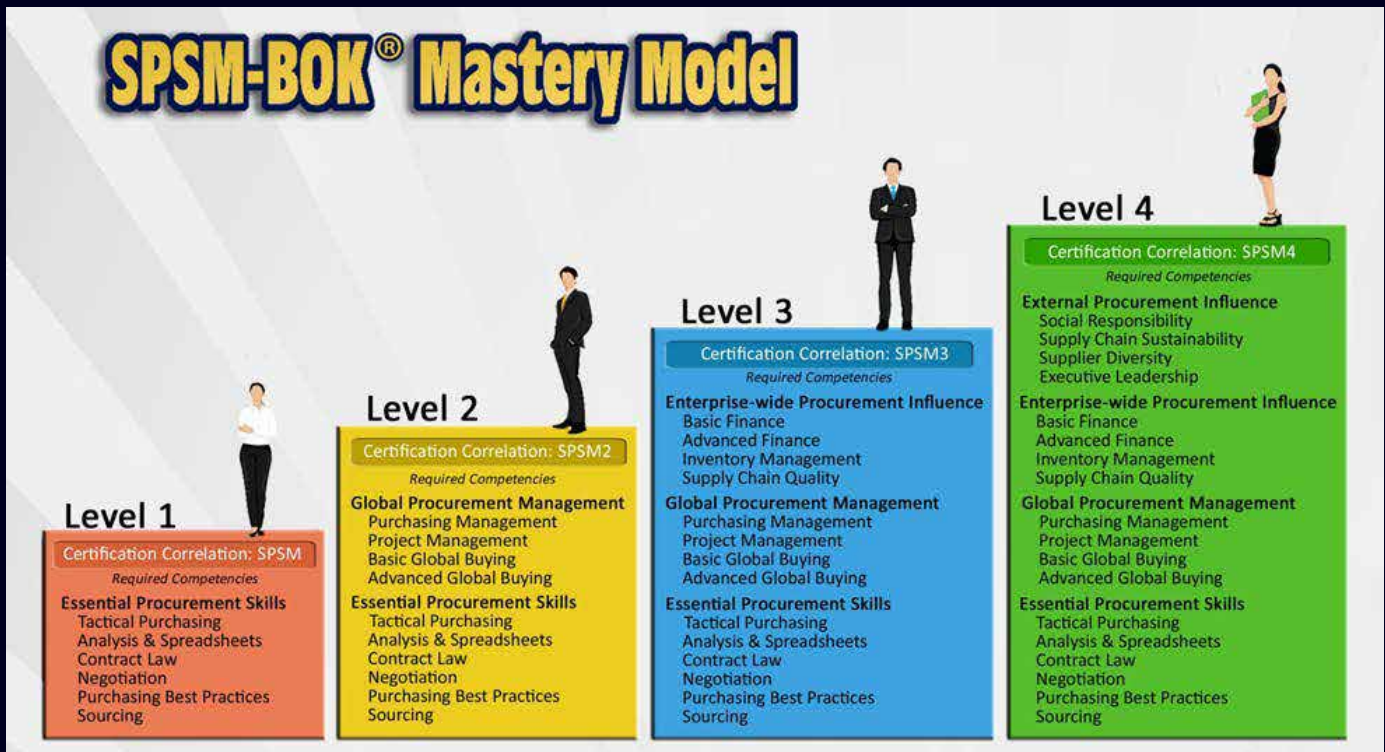 SPSM-BOK® Mastery Model
Level 1
Certification Correlation: SPSM
Required Competencies
Essential Procurement Skills
Tactical Purchasing
Analysis & Spreadsheets
Contract Law
Negotiation
Purchasing Best Practices
Sourcing
Level 2
Certification Correlation: SPSM2
Required Competencies
Global Procurement Management
Purchasing Management
Project Management
Basic Global Buying
Advanced Global Buying
Essential Procurement Skills
Tactical Purchasing
Analysis & Spreadsheets
Contract Law
Negotiation
Purchasing Best Practices
Sourcing
Level 3
Certification Correlation: SPSM3
Required Competencies
Enterprise-wide Procurement Influence
Basic Finance
Advanced Finance
Inventory Management
Supply Chain Quality
Global Procurement Management
Purchasing Management
Project Management
Basic Global Buying
Advanced Global Buying
Essential Procurement Skills
Tactical Purchasing
Analysis & Spreadsheets
Contract Law
Negotiation
Purchasing Best Practices
Sourcing
Level 4
Certification Correlation: SPSM4
Required Competencies
External Procurement Influence
Social Responsibility
Supply Chain Sustainability
Supplier Diversity
Executive Leadership
Enterprise-wide Procurement Influence
Basic Finance
Advanced Finance
Inventory Management
Supply Chain Quality
Global Procurement Management
Purchasing Management
Project Management
Basic Global Buying
Advanced Global Buying
Essential Procurement Skills
Tactical Purchasing
Analysis & Spreadsheets
Contract Law
Negotiation
Purchasing Best Practices
Sourcing